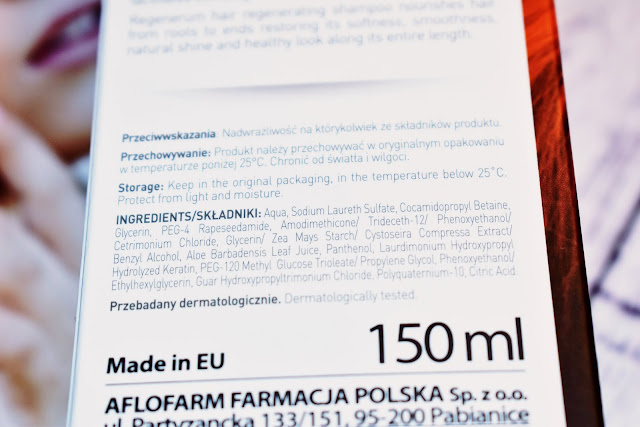 Regenerum hair regenerating shampoo nourishes hair
from roots to ends restoring its softness, smoothness,
natural shine and healthy look along its entire length.
Przeciwwskazania: Nadwrażliwość na którykolwiek ze składników produktu.
Przechowywanie: Produkt należy przechowywać w oryginalnym opakowaniu
w temperaturze poniżej 25°C. Chronić od światła i wilgoci.
Storage: Keep in the original packaging, in the temperature below 25°C.
Protect from light and moisture.
INGREDIENTS/SKŁADNIKI: Aqua, Sodium Laureth Sulfate, Cocamidopropyl Betaine,
Glycerin, PEG-4 Rapeseedamide, Amodimethicone/ Trideceth-12/ Phenoxyethanol/
Cetrimonium Chloride, Glycerin/ Zea Mays Starch/ Cystoseira Compressa Extract/
Benzyl Alcohol, Aloe Barbadensis Leaf Juice, Panthenol, Laurdimonium Hydroxypropyl
Hydrolyzed Keratin, PEG-120 Methyl Glucose Trioleate/ Propylene Glycol, Phenoxyethanol/
Ethylhexylglycerin, Guar Hydroxypropyltrimonium Chloride, Polyquaternium-10, Citric Acid.
Przebadany dermatologicznie. Dermatologically tested.
Made in EU 150 ml
AFLOFARM FARMACJA POLSKA Sp. z o.o.
ul. Partyzancka 133/151, 95-200 Pabianice